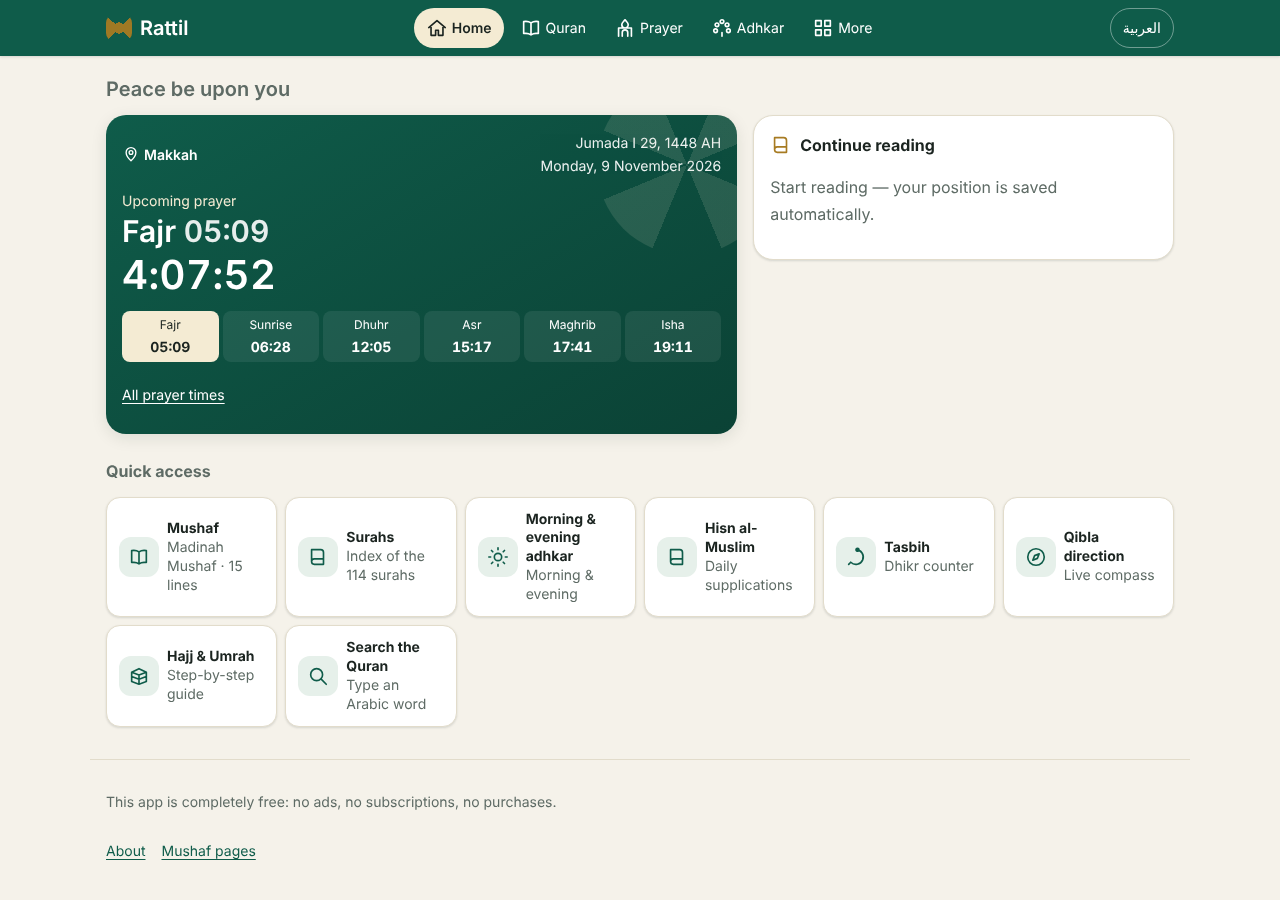 Rattil
Home
Quran
Prayer
Adhkar
More
العربية
Peace be upon you
Makkah
Jumada I 29, 1448 AH
Monday, 9 November 2026
Upcoming prayer
Fajr 05:09
4:07:52
Fajr
05:09
Sunrise
06:28
Dhuhr
12:05
Asr
15:17
Maghrib
17:41
Isha
19:11
All prayer times
Continue reading
Start reading — your position is saved
automatically.
Quick access
Mushaf
Madinah
Mushaf · 15
lines
Surahs
Index of the
114 surahs
Morning &
evening
adhkar
Morning &
evening
Hisn al-
Muslim
Daily
supplications
Tasbih
Dhikr counter
Qibla
direction
Live compass
Hajj & Umrah
Step-by-step
guide
Search the
Quran
Type an
Arabic word
This app is completely free: no ads, no subscriptions, no purchases.
About
Mushaf pages